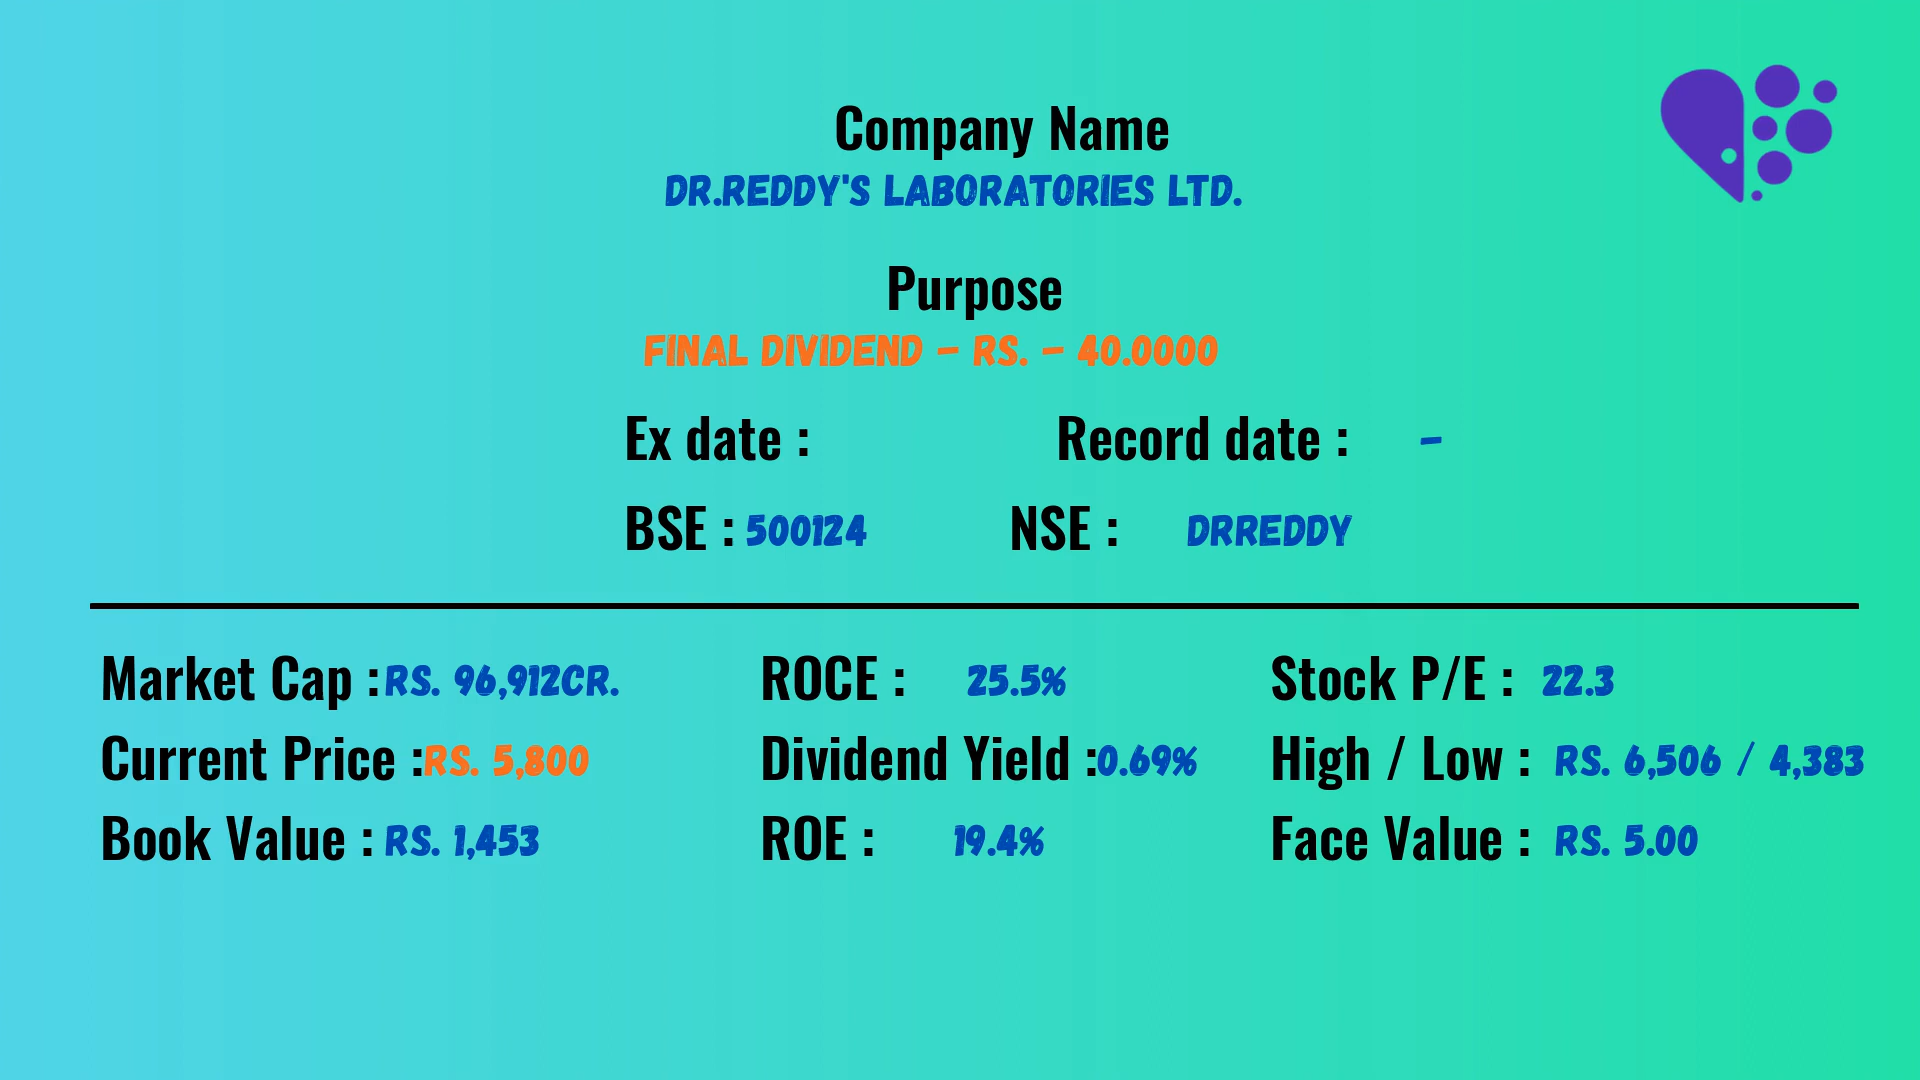 Company Name
DR.REDDY'S LABORATORIES LTD.
Purpose
FINAL DIVIDEND - RS. - 40.0000
Ex date : Record date : -
BSE : 500124 NSE : DRREDDY
Market Cap : RS. 96,912CR. ROCE : 25.5% Stock P/E : 22.3
Current Price : RS. 5,800 Dividend Yield : 0.69% High / Low : RS. 6,506 / 4,383
Book Value : RS. 1,453 ROE : 19.4% Face Value : RS. 5.00